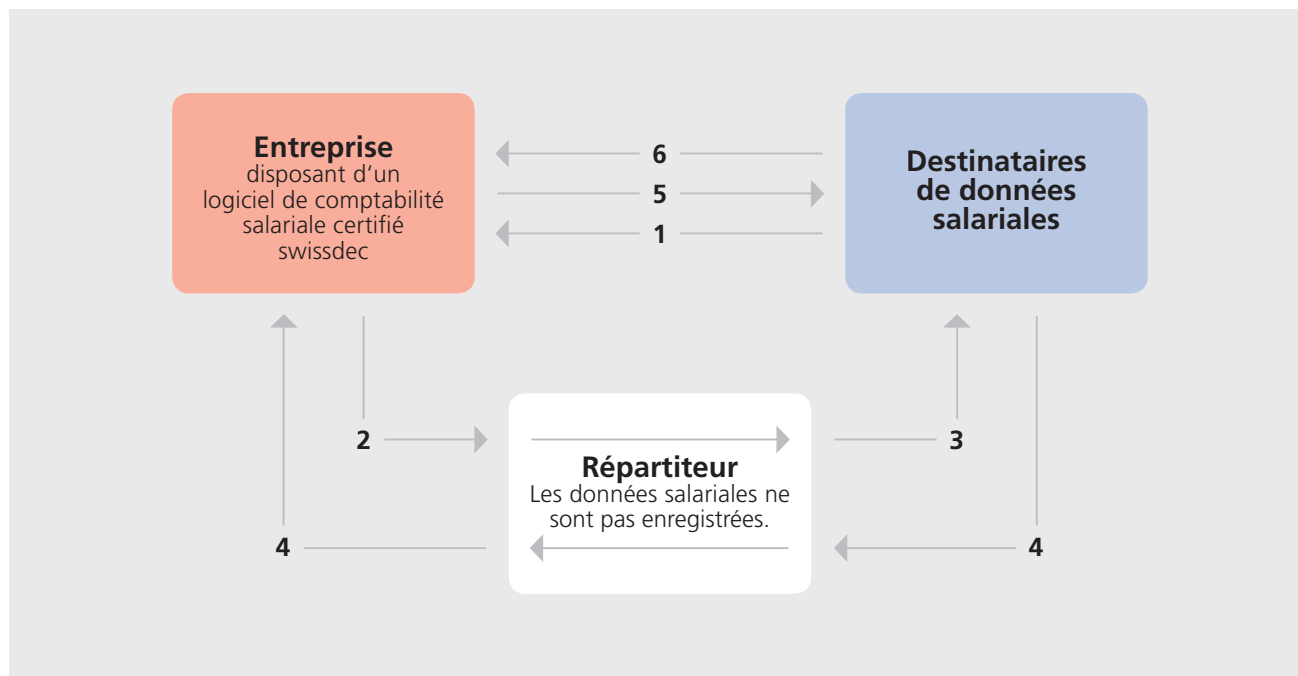 Entreprise
disposant d‘un
logiciel de comptabilité
salariale certifié
swissdec
6
5
1
Destinataires
de données
salariales
2
3
Répartiteur
Les données salariales ne
sont pas enregistrées.
4
4